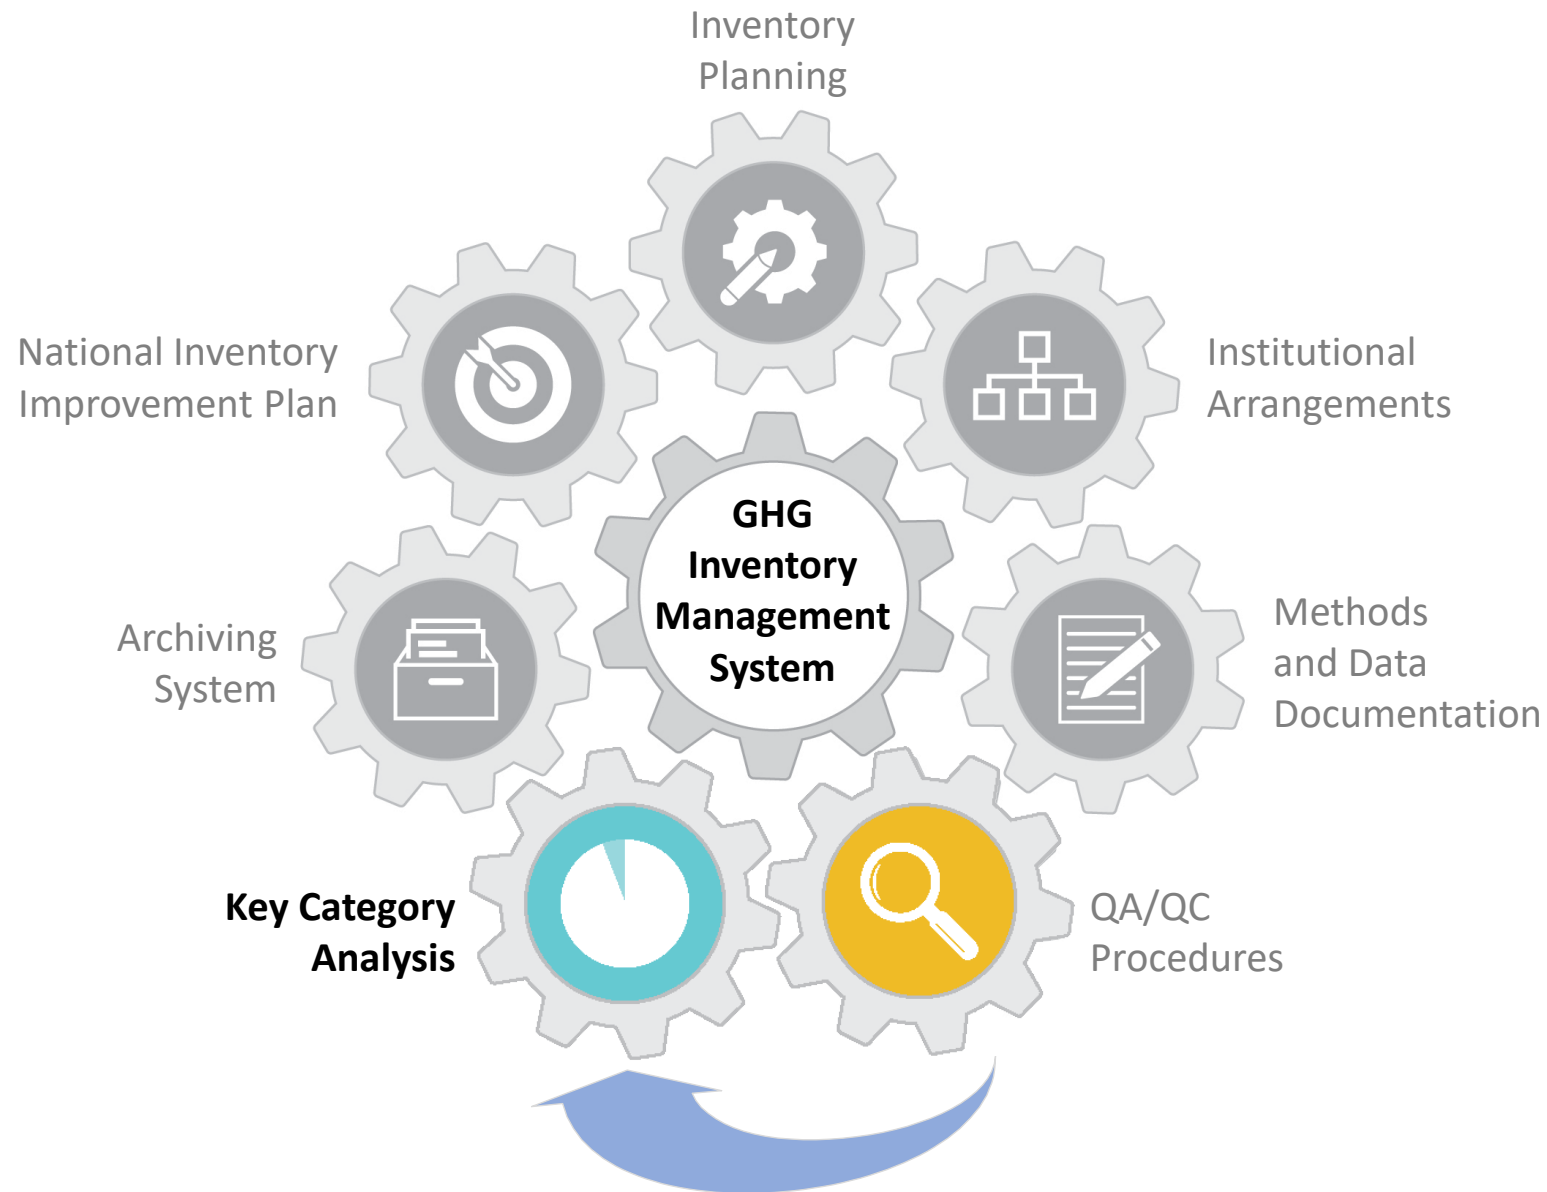 Inventory
Planning
National Inventory
Improvement Plan
Institutional
Arrangements
GHG
Inventory
Management
System
Archiving
System
Methods
and Data
Documentation
Key Category
Analysis
QA/QC
Procedures